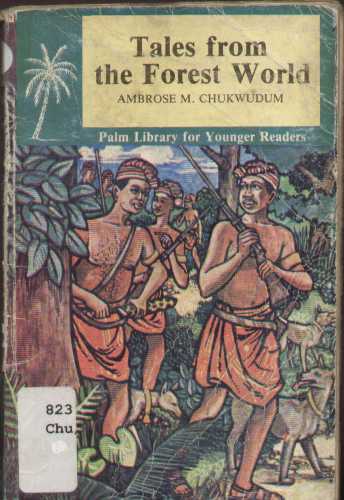 Tales from
the Forest World
AMBROSE M. CHUKWUDUM
Palm Library for Younger Readers
823
Chu